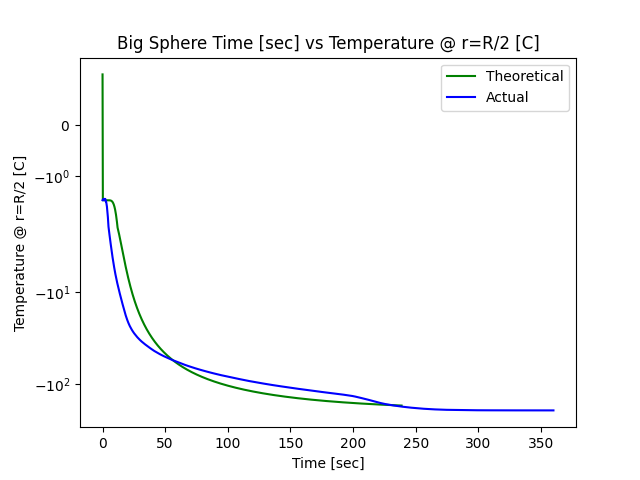 Big Sphere Time [sec] vs Temperature @ r=R/2 [C]
Theoretical
Actual
Temperature @ r=R/2 [C]
0
−10⁰
−10¹
−10²
0 50 100 150 200 250 300 350
Time [sec]